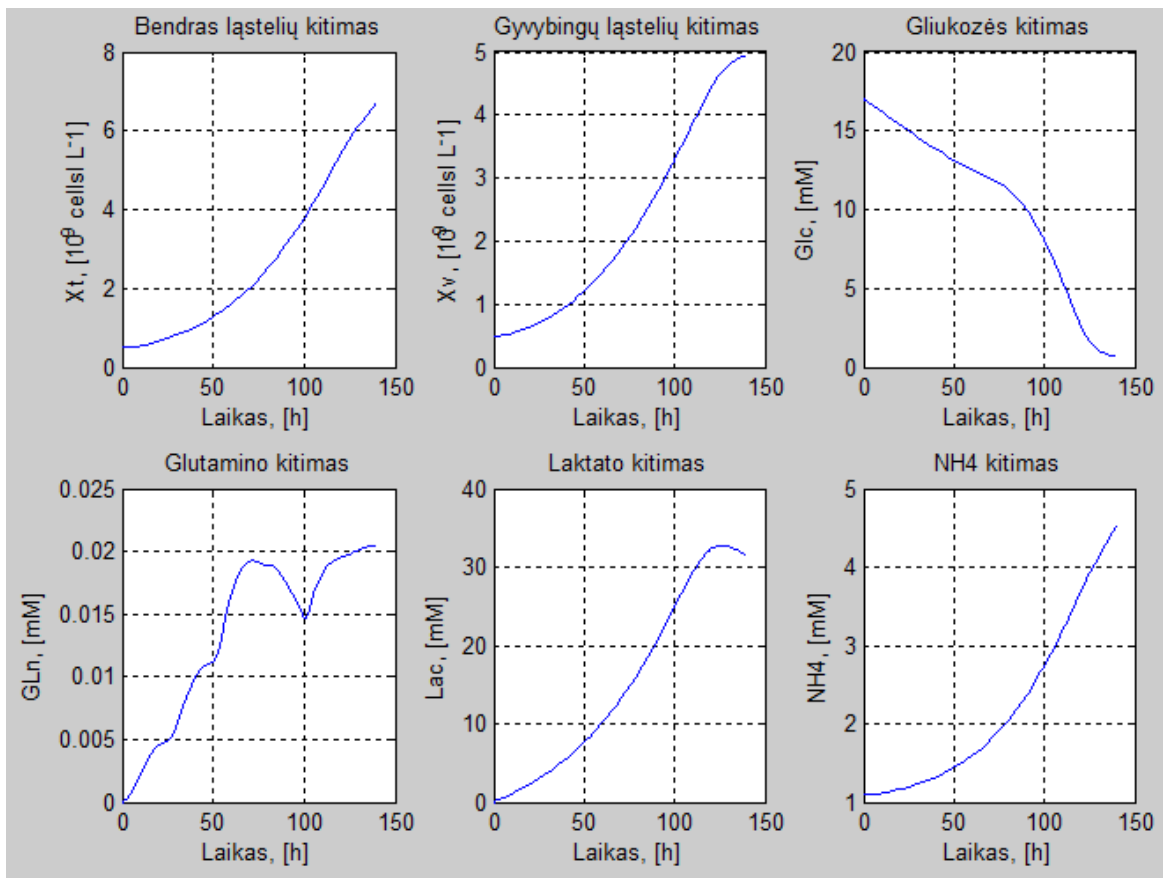 Bendras ląstelių kitimas
Xt, [10^9 cellsl L-1]
8
6
4
2
0
0 50 100 150
Laikas, [h]
Gyvybingų ląstelių kitimas
Xv, [10^9 cellsl L-1]
5
4
3
2
1
0
0 50 100 150
Laikas, [h]
Gliukozės kitimas
Glc, [mM]
20
15
10
5
0
0 50 100 150
Laikas, [h]
Glutamino kitimas
GLn, [mM]
0.025
0.02
0.015
0.01
0.005
0
0 50 100 150
Laikas, [h]
Laktato kitimas
Lac, [mM]
40
30
20
10
0
0 50 100 150
Laikas, [h]
NH4 kitimas
NH4, [mM]
5
4
3
2
1
0 50 100 150
Laikas, [h]